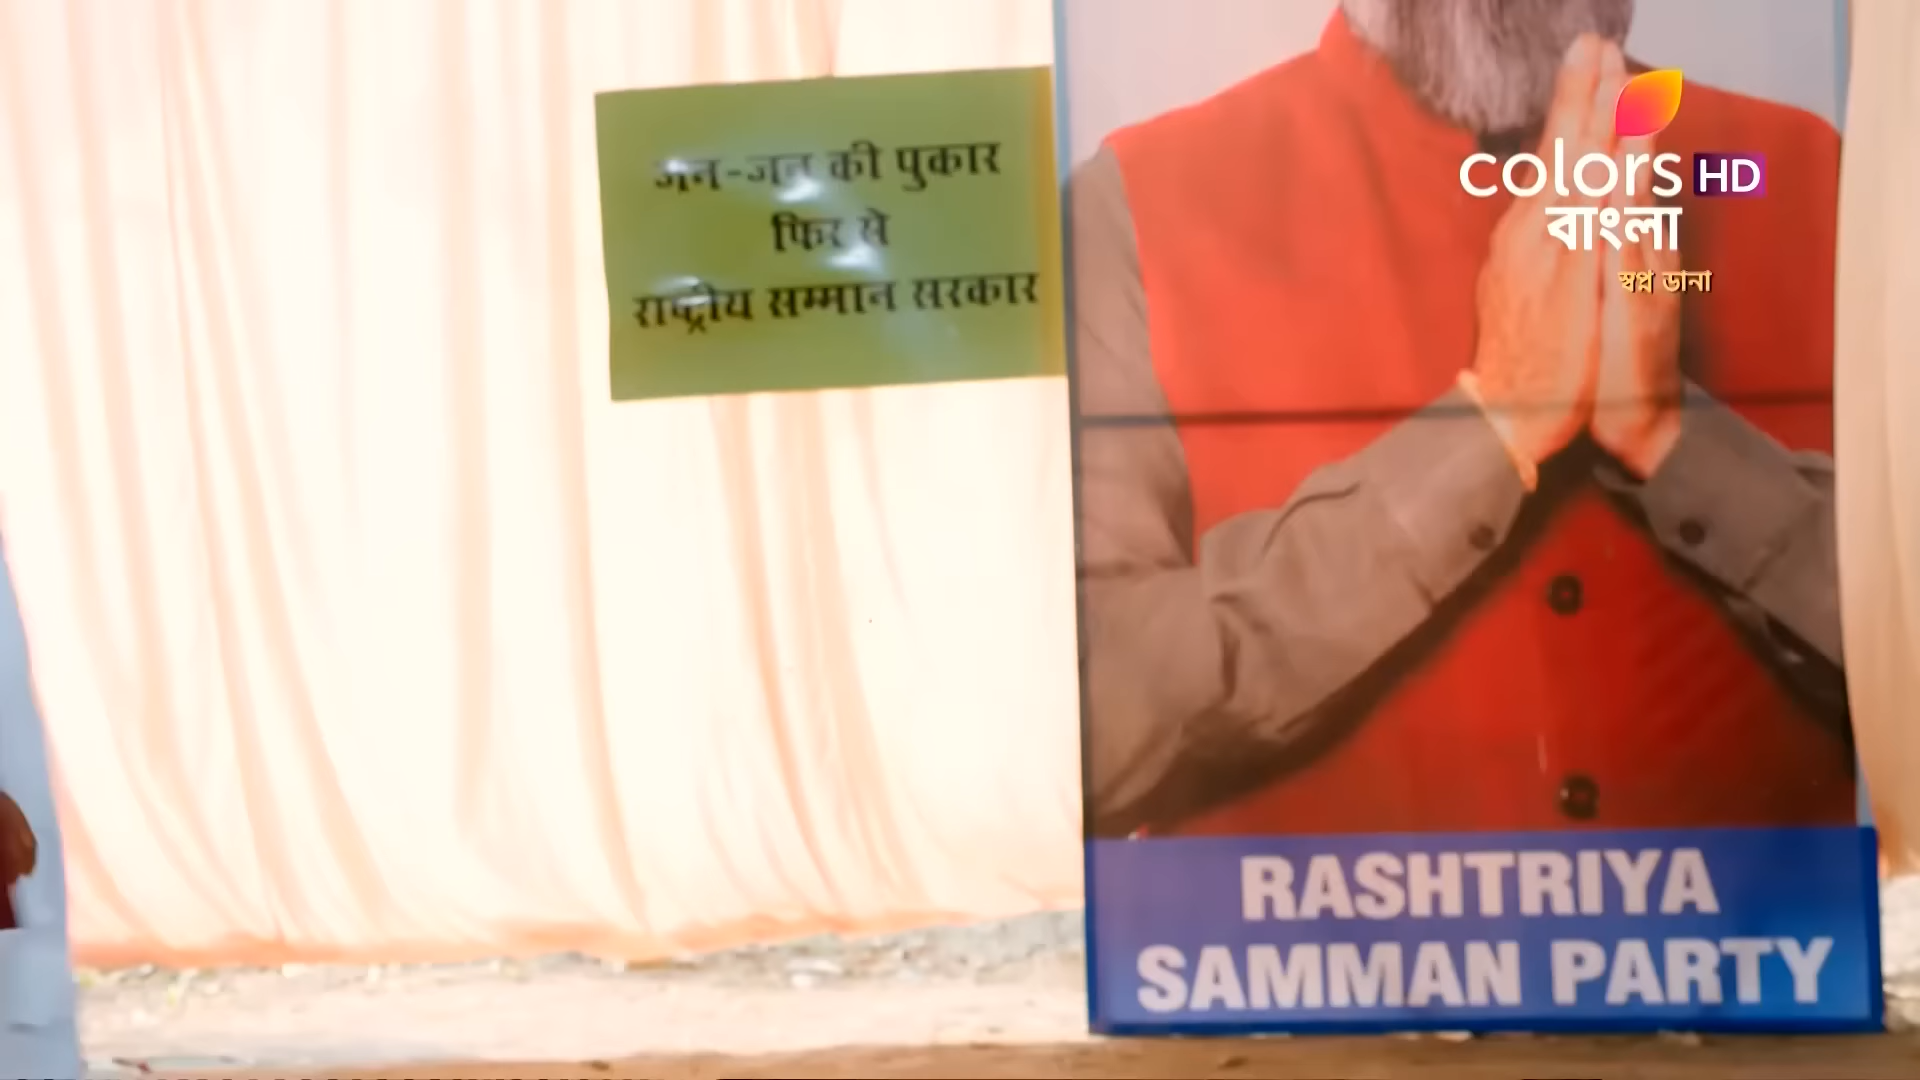 जन-जन की पुकार
फिर से
राष्ट्रीय सम्मान सरकार
colors HD
বাংলা
স্বপ্ন ডানা
RASHTRIYA
SAMMAN PARTY